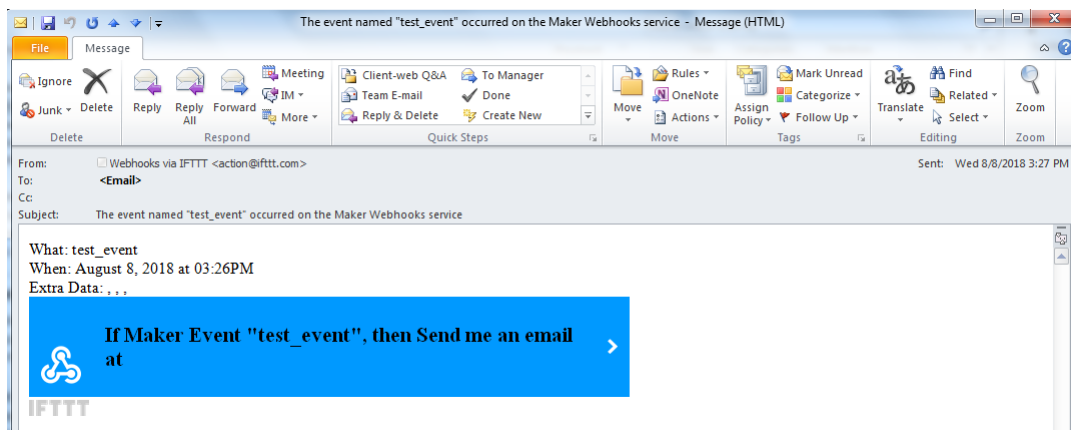 The event named "test_event" occurred on the Maker Webhooks service - Message (HTML)
File Message
Ignore
Junk
Delete
Delete
Reply
Reply All
Forward
Meeting
IM
More
Respond
Client-web Q&A
Team E-mail
Reply & Delete
To Manager
Done
Create New
Quick Steps
Move
Rules
OneNote
Actions
Move
Assign Policy
Mark Unread
Categorize
Follow Up
Tags
Translate
Find
Related
Select
Editing
Zoom
Zoom
From: Webhooks via IFTTT <action@ifttt.com> Sent: Wed 8/8/2018 3:27 PM
To: <Email>
Cc:
Subject: The event named "test_event" occurred on the Maker Webhooks service
What: test_event
When: August 8, 2018 at 03:26PM
Extra Data: , , ,
If Maker Event "test_event", then Send me an email
at
IFTTT